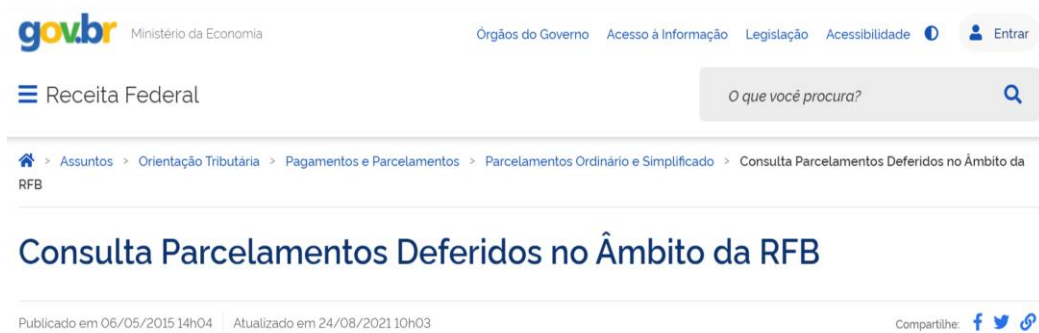 gov.br Ministério da Economia Órgãos do Governo Acesso à Informação Legislação Acessibilidade Entrar
Receita Federal O que você procura?
> Assuntos > Orientação Tributária > Pagamentos e Parcelamentos > Parcelamentos Ordinário e Simplificado > Consulta Parcelamentos Deferidos no Âmbito da
RFB
Consulta Parcelamentos Deferidos no Âmbito da RFB
Publicado em 06/05/2015 14h04 Atualizado em 24/08/2021 10h03 Compartilhe: